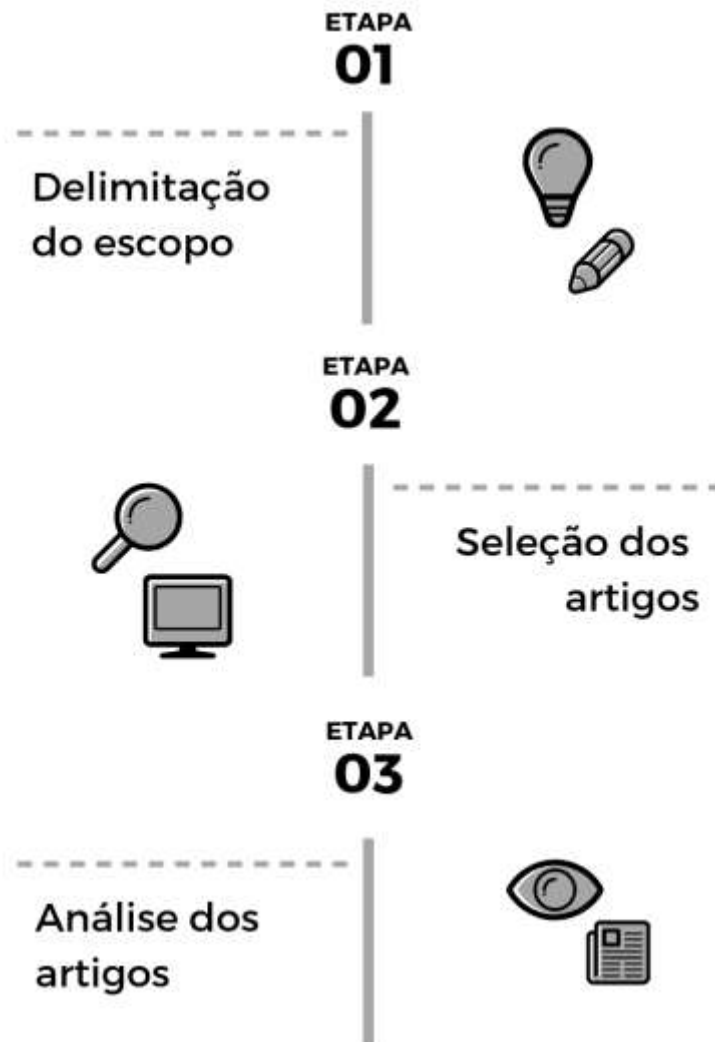 ETAPA
01
Delimitação
do escopo
ETAPA
02
Seleção dos
artigos
ETAPA
03
Análise dos
artigos